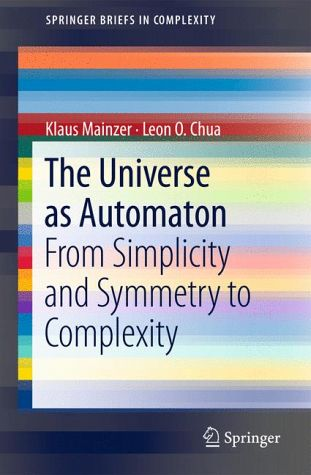 SPRINGER BRIEFS IN COMPLEXITY
Klaus Mainzer · Leon O. Chua
The Universe
as Automaton
From Simplicity
and Symmetry to
Complexity
Springer